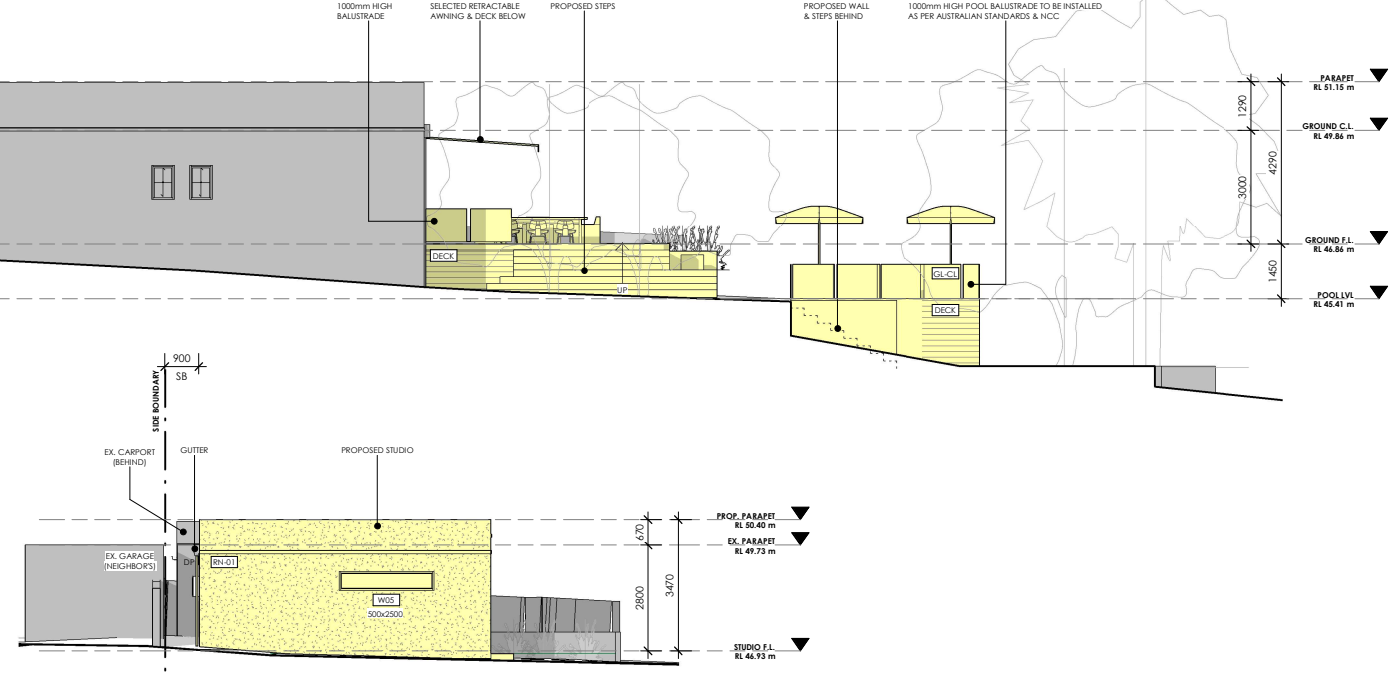 1000mm HIGH
BALUSTRADE
SELECTED RETRACTABLE
AWNING & DECK BELOW
PROPOSED STEPS
PROPOSED WALL
& STEPS BEHIND
1000mm HIGH POOL BALUSTRADE TO BE INSTALLED
AS PER AUSTRALIAN STANDARDS & NCC
PARAPET
RL 51.15 m
1290
GROUND C.L.
RL 49.86 m
4290
3000
GROUND F.L.
RL 46.86 m
DECK
GL-CL
1450
UP
POOL LVL
RL 45.41 m
DECK
900
SB
SIDE BOUNDARY
EX. CARPORT
(BEHIND)
GUTTER
PROPOSED STUDIO
PROP. PARAPET
RL 50.40 m
670
EX. PARAPET
RL 49.73 m
EX. GARAGE
(NEIGHBOR'S)
DP
RN-01
3470
2800
W05
500x2500
STUDIO F.L.
RL 46.93 m